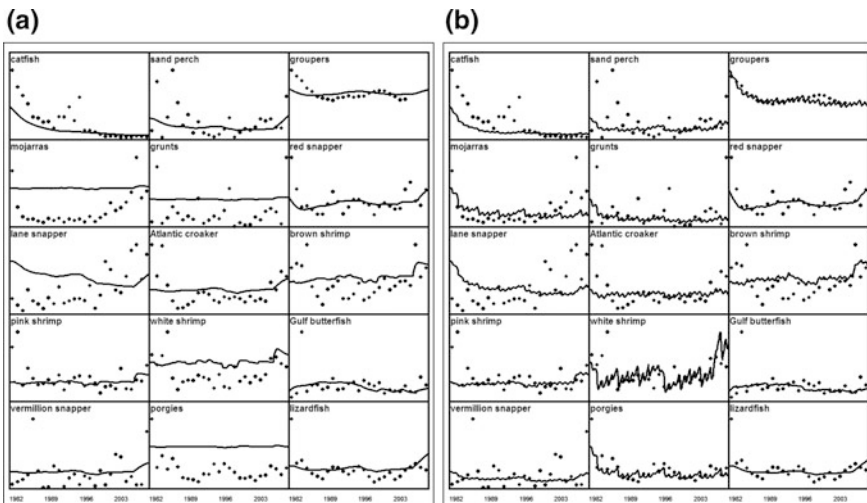 (a)
catfish
sand perch
groupers
mojarras
grunts
red snapper
lane snapper
Atlantic croaker
brown shrimp
pink shrimp
white shrimp
Gulf butterfish
vermillion snapper
porgies
lizardfish
1982
1989
1996
2003
1982
1989
1996
2003
1982
1989
1996
2003
(b)
catfish
sand perch
groupers
mojarras
grunts
red snapper
lane snapper
Atlantic croaker
brown shrimp
pink shrimp
white shrimp
Gulf butterfish
vermillion snapper
porgies
lizardfish
1982
1989
1996
2003
1982
1989
1996
2003
1982
1989
1996
2003